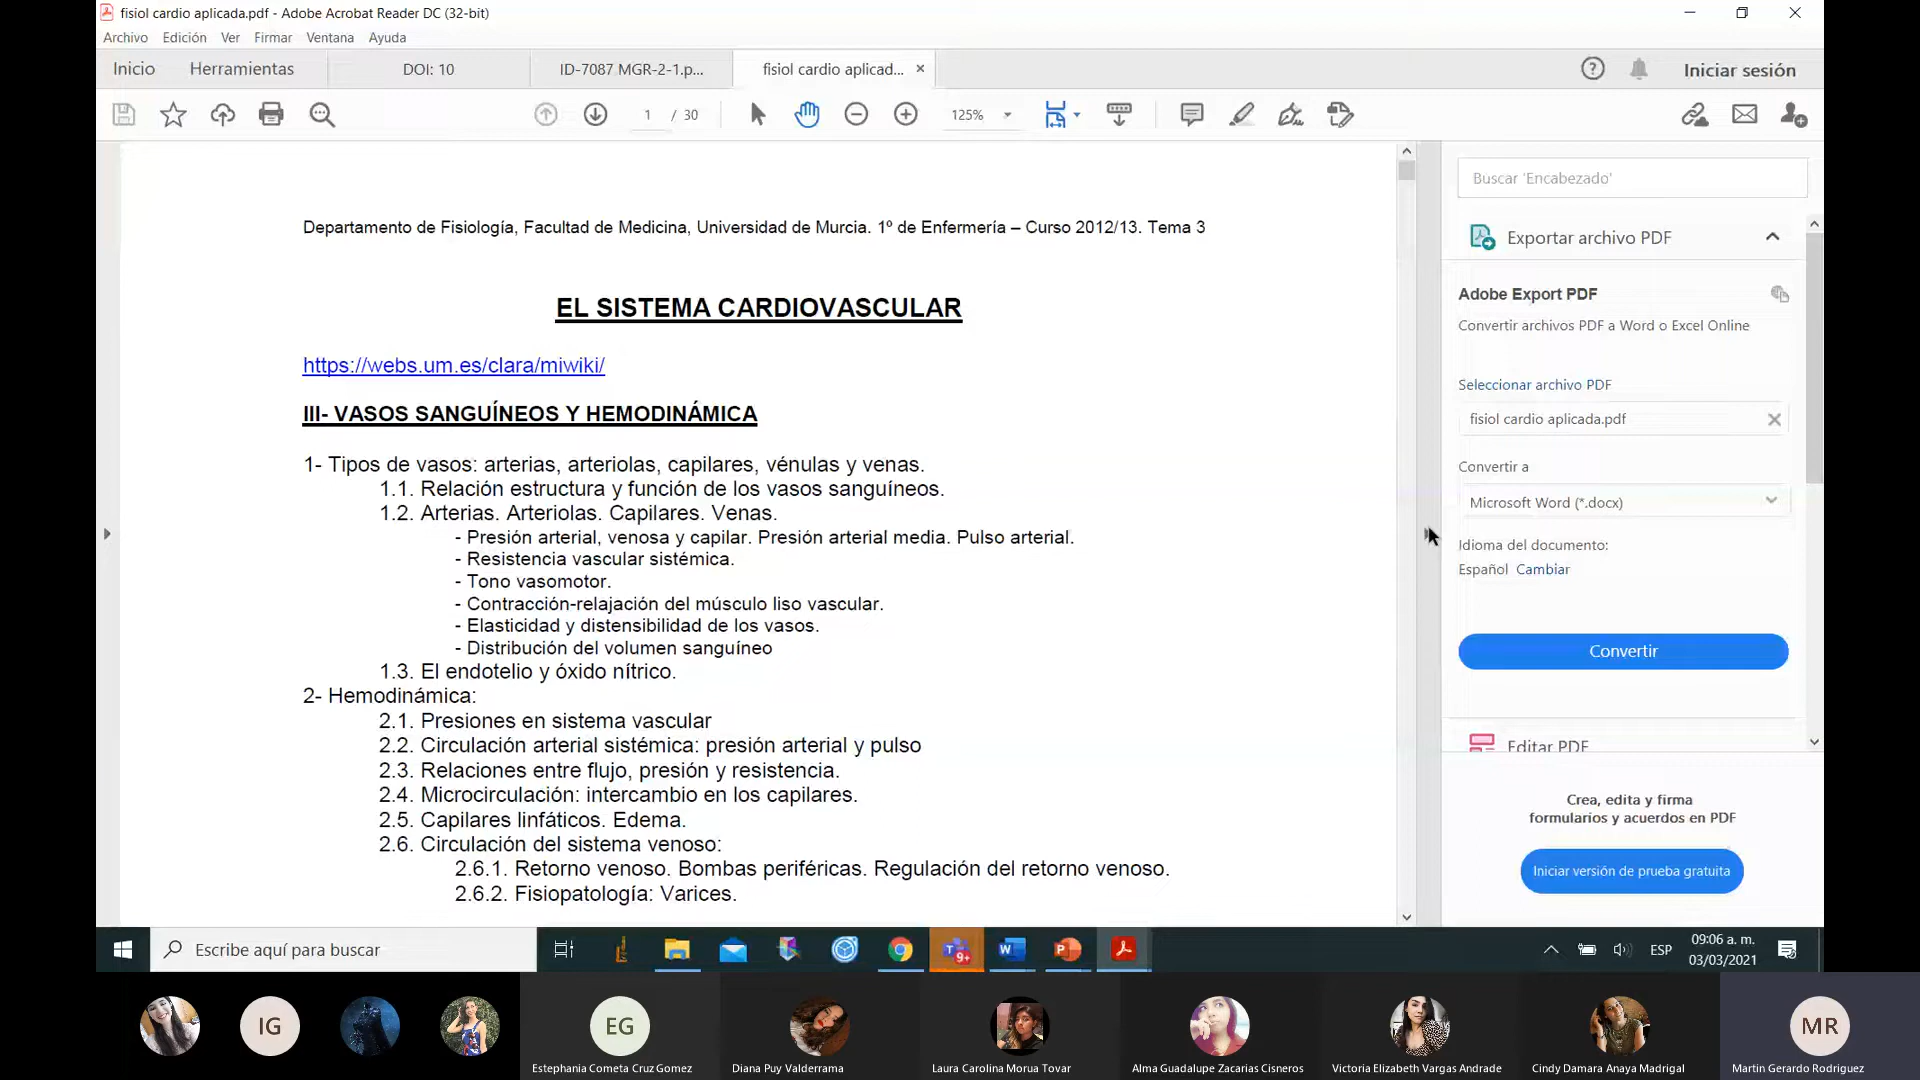 fisiol cardio aplicada.pdf - Adobe Acrobat Reader DC (32-bit)
Archivo Edición Ver Firmar Ventana Ayuda
Inicio Herramientas DOI: 10 ID-7087 MGR-2-1.p... fisiol cardio aplicad... × Iniciar sesión
1 / 30 125%
Departamento de Fisiología, Facultad de Medicina, Universidad de Murcia. 1º de Enfermería – Curso 2012/13. Tema 3
EL SISTEMA CARDIOVASCULAR
https://webs.um.es/clara/miwiki/
III- VASOS SANGUÍNEOS Y HEMODINÁMICA
1- Tipos de vasos: arterias, arteriolas, capilares, vénulas y venas.
1.1. Relación estructura y función de los vasos sanguíneos.
1.2. Arterias. Arteriolas. Capilares. Venas.
- Presión arterial, venosa y capilar. Presión arterial media. Pulso arterial.
- Resistencia vascular sistémica.
- Tono vasomotor.
- Contracción-relajación del músculo liso vascular.
- Elasticidad y distensibilidad de los vasos.
- Distribución del volumen sanguíneo
1.3. El endotelio y óxido nítrico.
2- Hemodinámica:
2.1. Presiones en sistema vascular
2.2. Circulación arterial sistémica: presión arterial y pulso
2.3. Relaciones entre flujo, presión y resistencia.
2.4. Microcirculación: intercambio en los capilares.
2.5. Capilares linfáticos. Edema.
2.6. Circulación del sistema venoso:
2.6.1. Retorno venoso. Bombas periféricas. Regulación del retorno venoso.
2.6.2. Fisiopatología: Varices.
Buscar 'Encabezado'
Exportar archivo PDF
Adobe Export PDF
Convertir archivos PDF a Word o Excel Online
Seleccionar archivo PDF
fisiol cardio aplicada.pdf
Convertir a
Microsoft Word (*.docx)
Idioma del documento:
Español Cambiar
Convertir
Editar PDF
Crea, edita y firma
formularios y acuerdos en PDF
Iniciar versión de prueba gratuita
Escribe aquí para buscar
9+
ESP
09:06 a. m.
03/03/2021
IG EG MR
Estephania Cometa Cruz Gomez Diana Puy Valderrama Laura Carolina Morua Tovar Alma Guadalupe Zacarias Cisneros Victoria Elizabeth Vargas Andrade Cindy Damara Anaya Madrigal Martin Gerardo Rodriguez